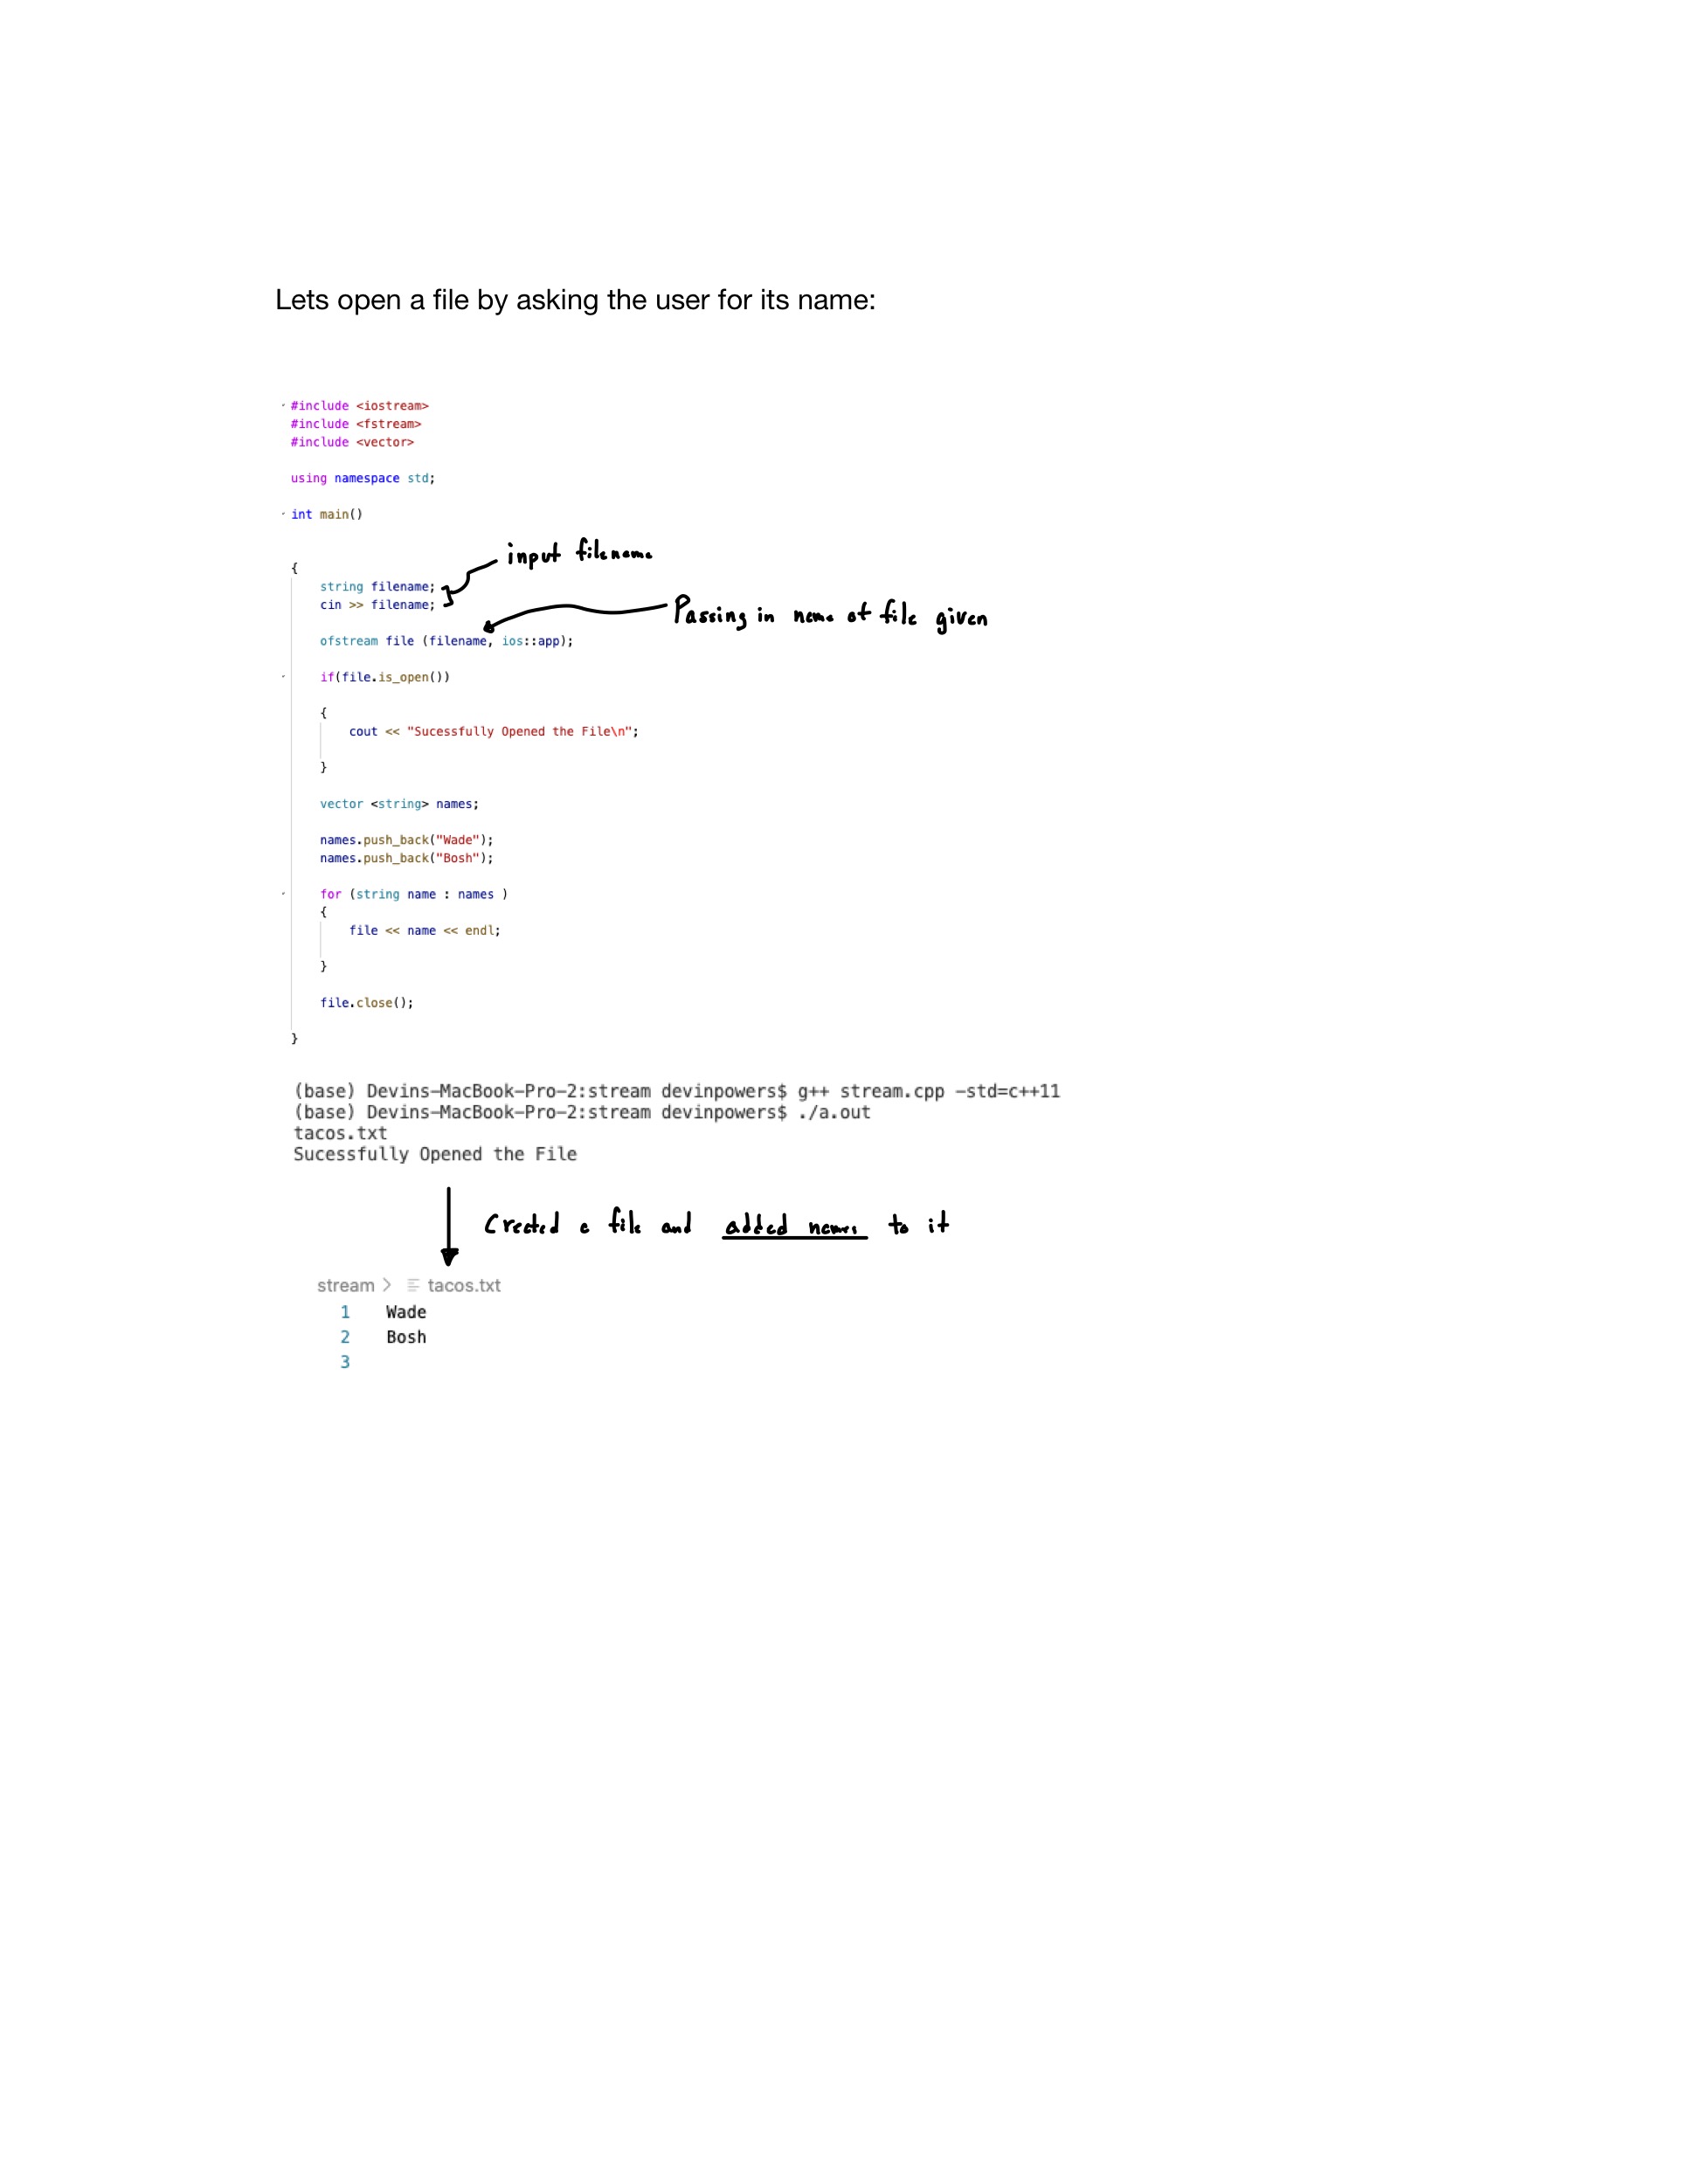 Lets open a file by asking the user for its name:
#include <iostream>
#include <fstream>
#include <vector>
using namespace std;
int main()
input filename
{
string filename;
cin >> filename;
Passing in name of file given
ofstream file (filename, ios::app);
if(file.is_open())
{
cout << "Sucessfully Opened the File\n";
}
vector <string> names;
names.push_back("Wade");
names.push_back("Bosh");
for (string name : names )
{
file << name << endl;
}
file.close();
}
(base) Devins-MacBook-Pro-2:stream devinpowers$ g++ stream.cpp -std=c++11
(base) Devins-MacBook-Pro-2:stream devinpowers$ ./a.out
tacos.txt
Sucessfully Opened the File
Created a file and added names to it
stream > tacos.txt
1 Wade
2 Bosh
3